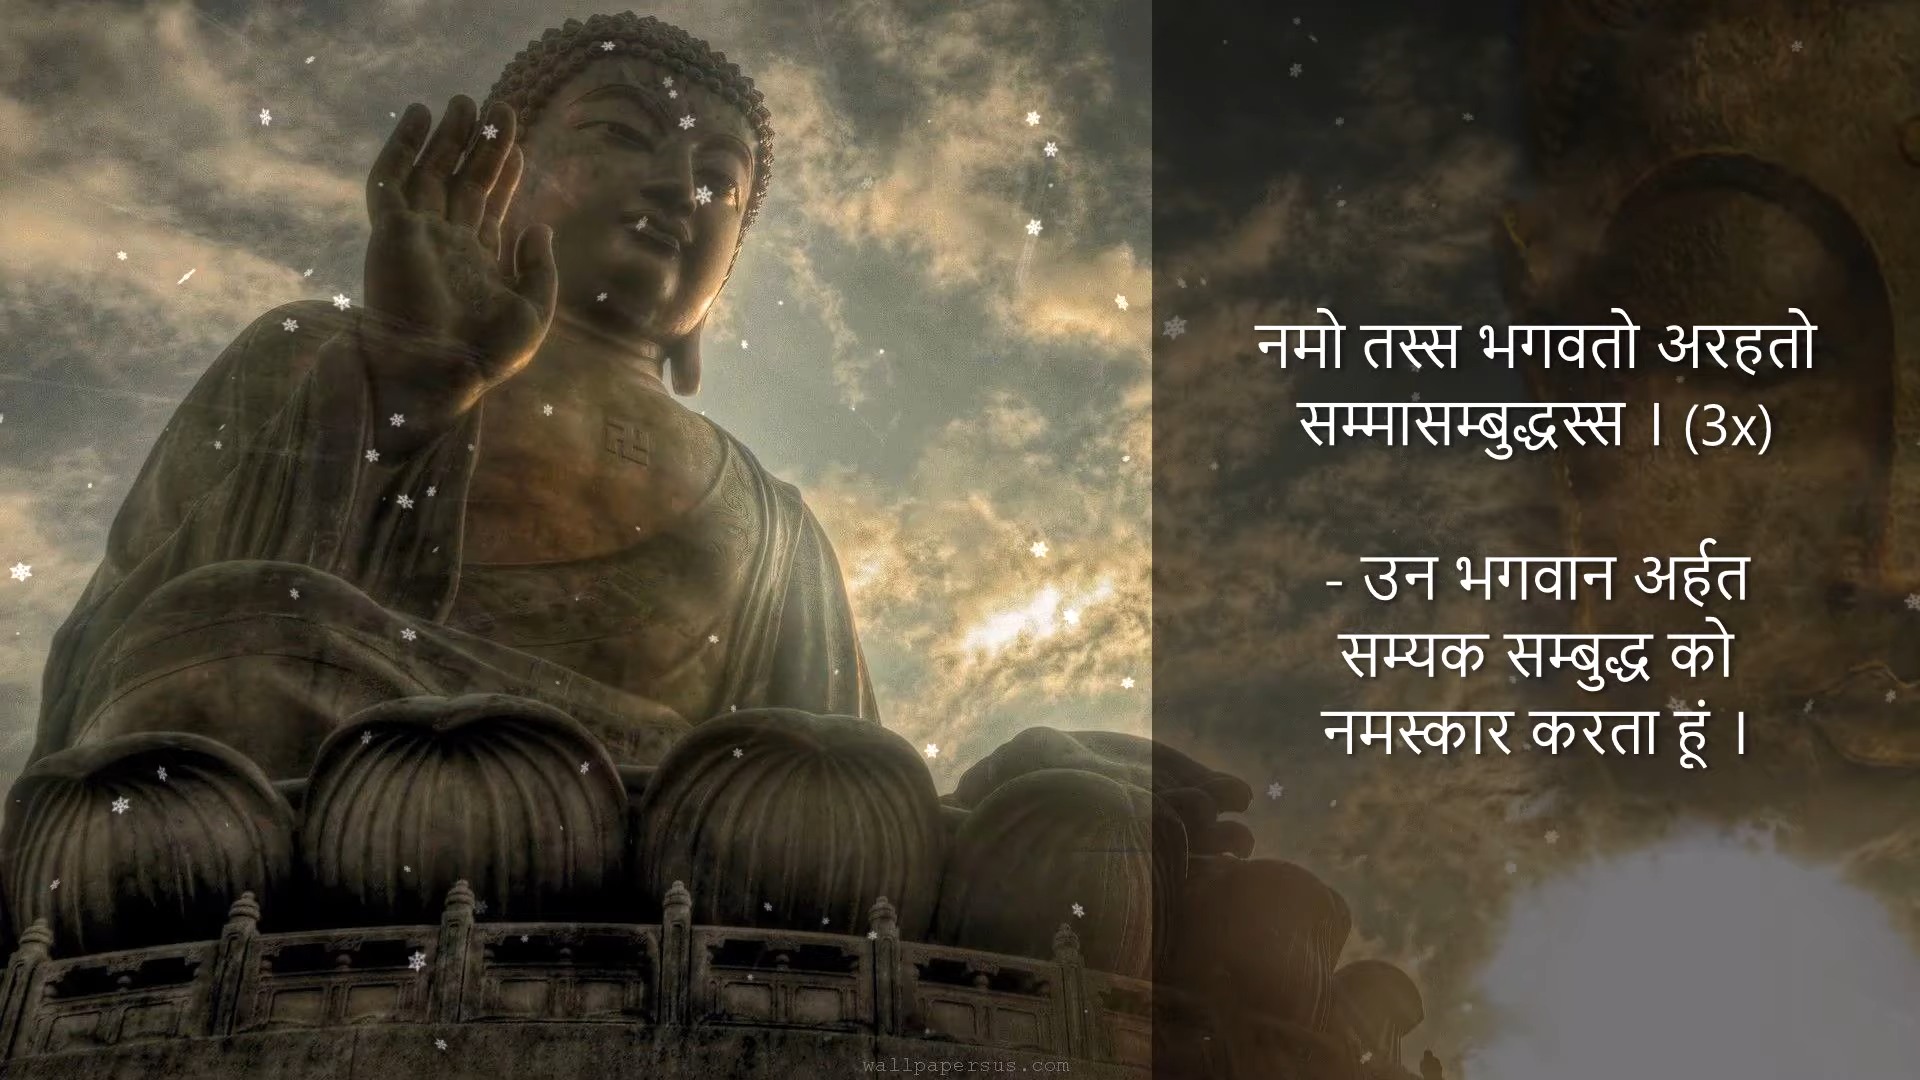 नमो तस्स भगवतो अरहतो
सम्मासम्बुद्धस्स । (3x)
- उन भगवान अर्हत
सम्यक सम्बुद्ध को
नमस्कार करता हूं ।
wallpapersus.com